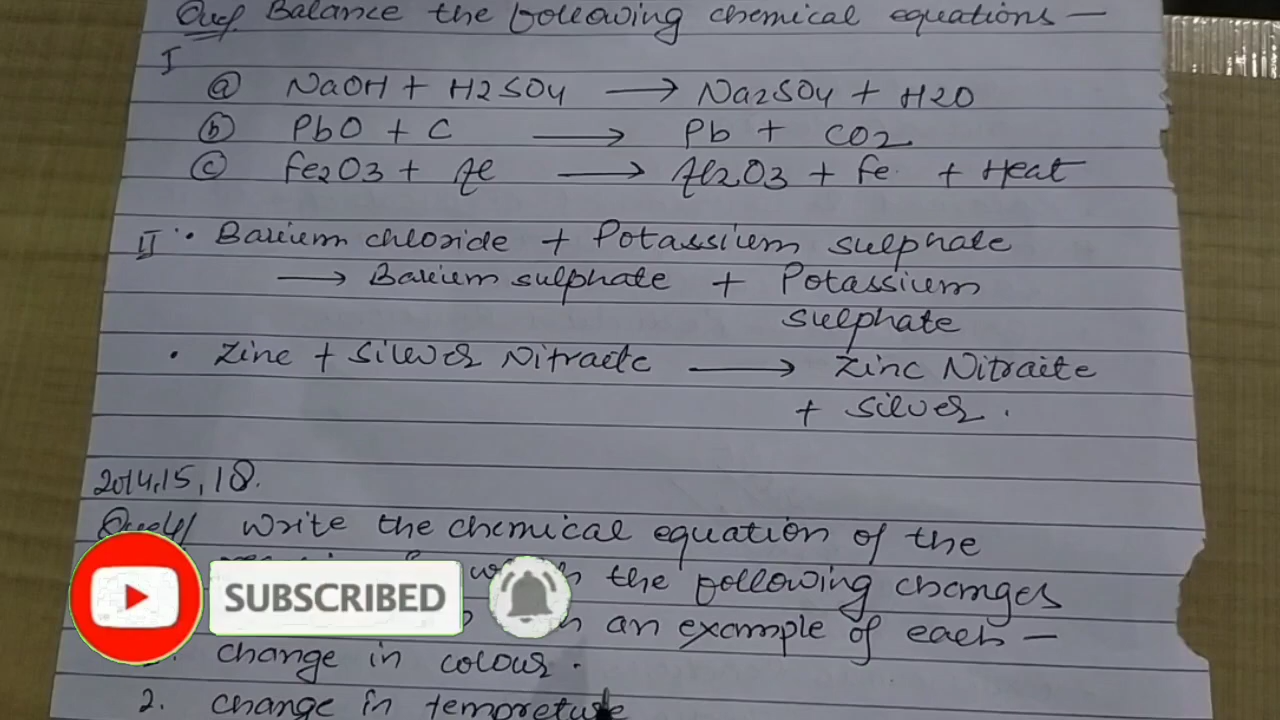 Balance the following chemical equations —
I
(a) NaOH + H2SO4 → Na2SO4 + H2O
(b) PbO + C → Pb + CO2
(c) Fe2O3 + Al → Al2O3 + Fe + Heat
II • Barium chloride + Potassium sulphate
→ Barium sulphate + Potassium
sulphate
• Zinc + Silver Nitrate → Zinc Nitrate
+ Silver.
2014,15,18.
write the chemical equation of the
the following changes
SUBSCRIBED
an example of each —
change in colour.
2. change in tempreture